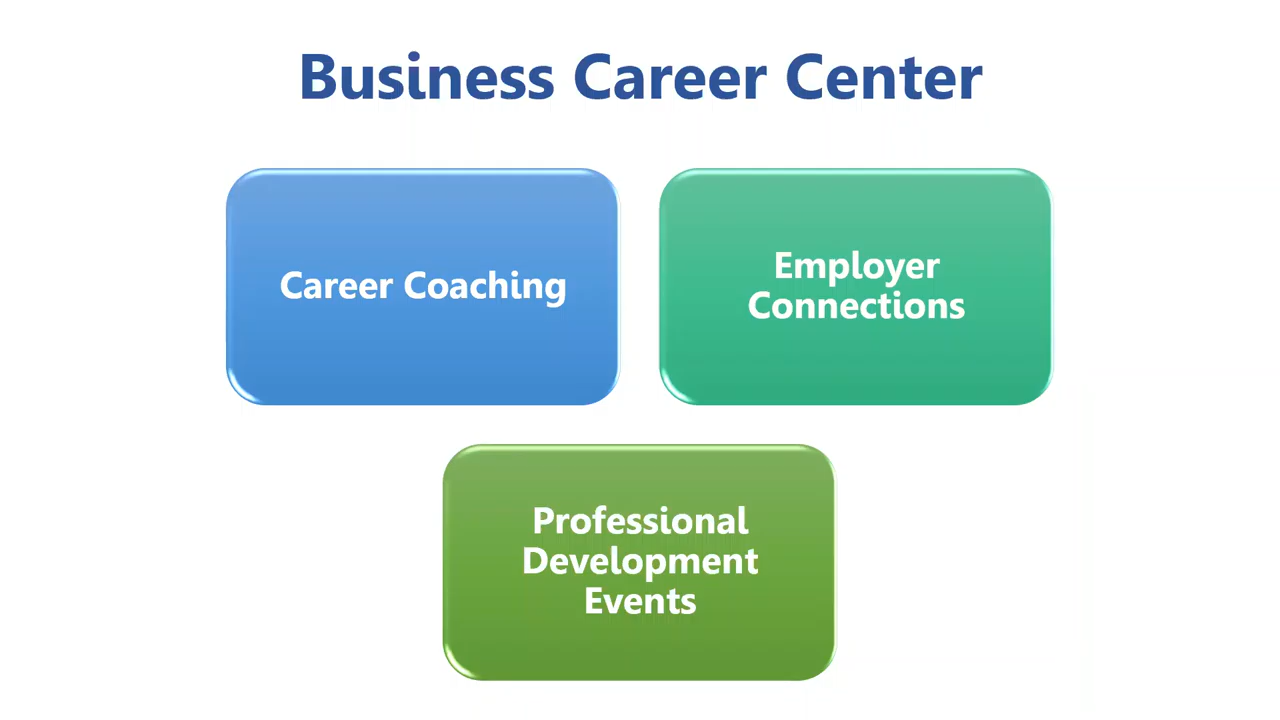 Business Career Center
Career Coaching
Employer
Connections
Professional
Development
Events